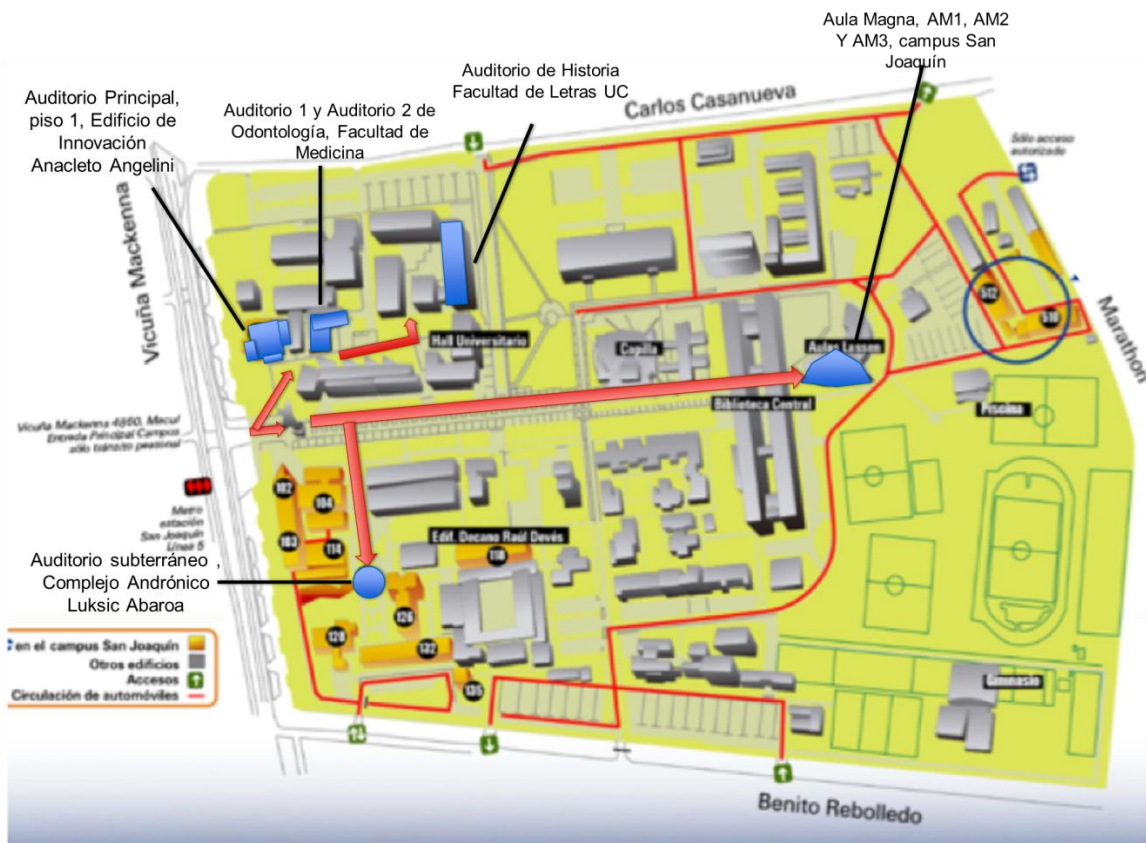 Aula Magna, AM1, AM2
Y AM3, campus San
Joaquín
Auditorio de Historia
Facultad de Letras UC
Auditorio Principal,
piso 1, Edificio de
Innovación
Anacleto Angelini
Auditorio 1 y Auditorio 2 de
Odontología, Facultad de
Medicina
Carlos Casanueva
Sólo acceso
autorizado
Vicuña Mackenna
Marathon
512
510
Hall Universitario
Capilla
Aulas Lassen
Biblioteca Central
Piscina
Vicuña Mackenna 4860, Macul
Entrada Principal Campus
sólo tránsito peatonal
Metro
estación
San Joaquín
Línea 5
102
104
103
114
Edif. Decano Raúl Devés
118
Auditorio subterráneo ,
Complejo Andrónico
Luksic Abaroa
126
128
132
135
en el campus San Joaquín
Otros edificios
Accesos
Circulación de automóviles
Gimnasio
Benito Rebolledo